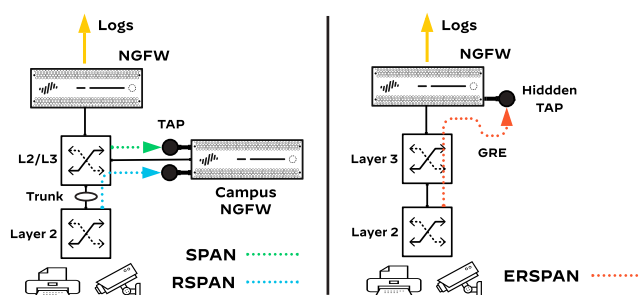 Logs
NGFW
TAP
L2/L3
Trunk
Campus
NGFW
Layer 2
SPAN
RSPAN
Logs
NGFW
Hiddden
TAP
GRE
Layer 3
Layer 2
ERSPAN